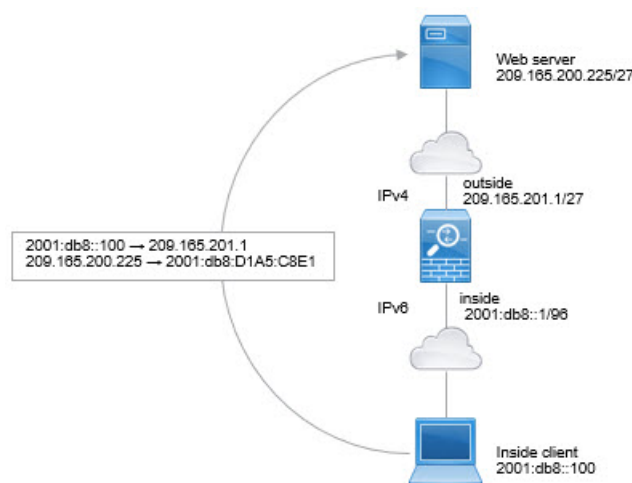 Web server
209.165.200.225/27
outside
IPv4
209.165.201.1/27
2001:db8::100 → 209.165.201.1
209.165.200.225 → 2001:db8:D1A5:C8E1
inside
IPv6
2001:db8::1/96
Inside client
2001:db8::100